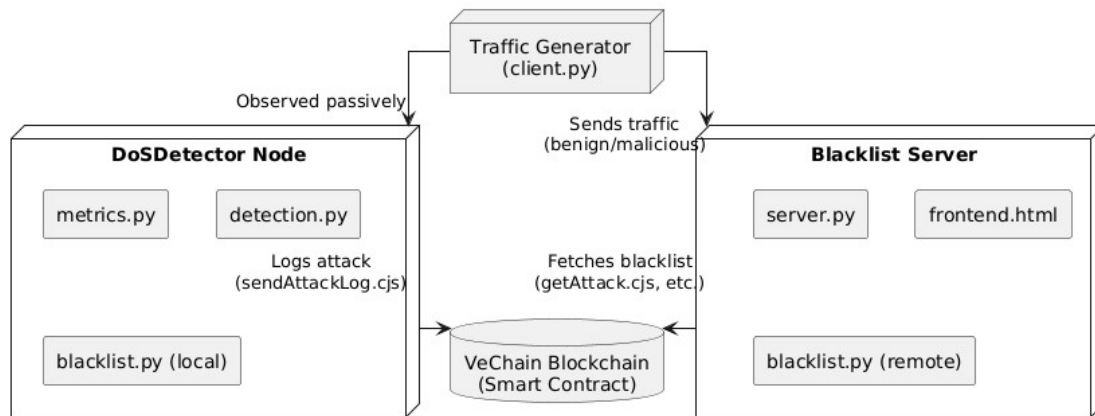 Traffic Generator
(client.py)
Observed passively
Sends traffic
(benign/malicious)
DoSDetector Node
metrics.py
detection.py
Logs attack
(sendAttackLog.cjs)
blacklist.py (local)
Blacklist Server
server.py
frontend.html
Fetches blacklist
(getAttack.cjs, etc.)
blacklist.py (remote)
VeChain Blockchain
(Smart Contract)